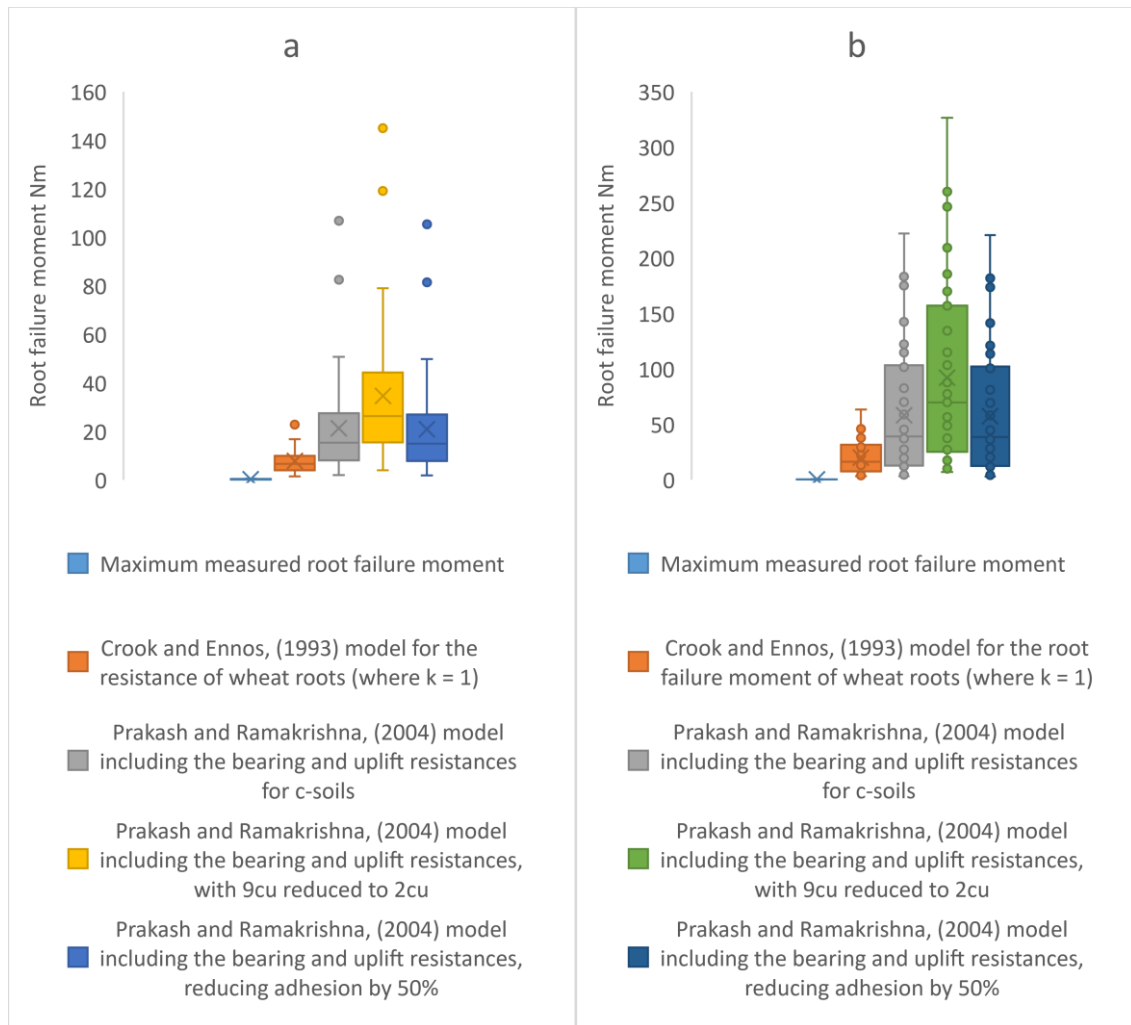 a
160
140
120
100
80
60
40
20
0
Root failure moment Nm
Maximum measured root failure moment
Crook and Ennos, (1993) model for the
resistance of wheat roots (where k = 1)
Prakash and Ramakrishna, (2004) model
including the bearing and uplift resistances
for c-soils
Prakash and Ramakrishna, (2004) model
including the bearing and uplift resistances,
with 9cu reduced to 2cu
Prakash and Ramakrishna, (2004) model
including the bearing and uplift resistances,
reducing adhesion by 50%
b
350
300
250
200
150
100
50
0
Root failure moment Nm
Maximum measured root failure moment
Crook and Ennos, (1993) model for the root
failure moment of wheat roots (where k = 1)
Prakash and Ramakrishna, (2004) model
including the bearing and uplift resistances
for c-soils
Prakash and Ramakrishna, (2004) model
including the bearing and uplift resistances,
with 9cu reduced to 2cu
Prakash and Ramakrishna, (2004) model
including the bearing and uplift resistances,
reducing adhesion by 50%